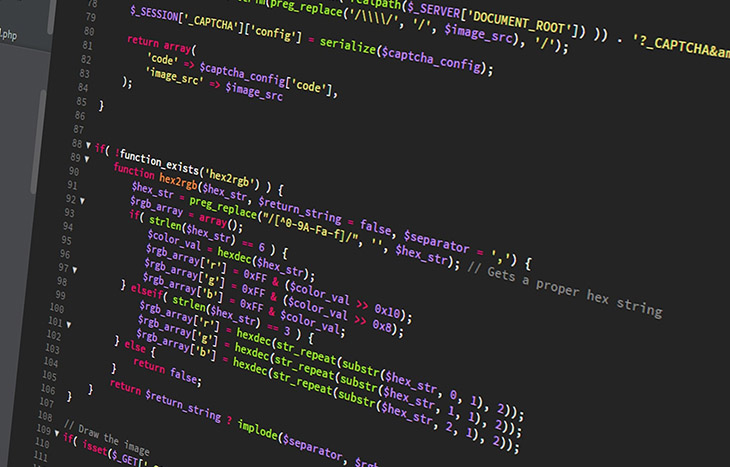 (preg_replace('/\\\\/', '/', $image_src), '/');
$_SERVER['DOCUMENT_ROOT']) )) . '?_CAPTCHA&am
.php
78
79 $_SESSION['_CAPTCHA']['config'] = serialize($captcha_config);
80
81 return array(
82 'code' => $captcha_config['code'],
83 'image_src' => $image_src
84 );
85 }
86
87
88 if( !function_exists('hex2rgb') ) {
89 function hex2rgb($hex_str, $return_string = false, $separator = ',') {
90 $hex_str = preg_replace("/[^0-9A-Fa-f]/", '', $hex_str); // Gets a proper hex string
91 $rgb_array = array();
92 if( strlen($hex_str) == 6 ) {
93 $color_val = hexdec($hex_str);
94 $rgb_array['r'] = 0xFF & ($color_val >> 0x10);
95 $rgb_array['g'] = 0xFF & ($color_val >> 0x8);
96 $rgb_array['b'] = 0xFF & $color_val;
97 } elseif( strlen($hex_str) == 3 ) {
98 $rgb_array['r'] = hexdec(str_repeat(substr($hex_str, 0, 1), 2));
99 $rgb_array['g'] = hexdec(str_repeat(substr($hex_str, 1, 1), 2));
100 $rgb_array['b'] = hexdec(str_repeat(substr($hex_str, 2, 1), 2));
101 } else {
102 return false;
103 }
104 return $return_string ? implode($separator, $rg
105 }
106 }
107
108 // Draw the image
109 if( isset($_GET['
110
111